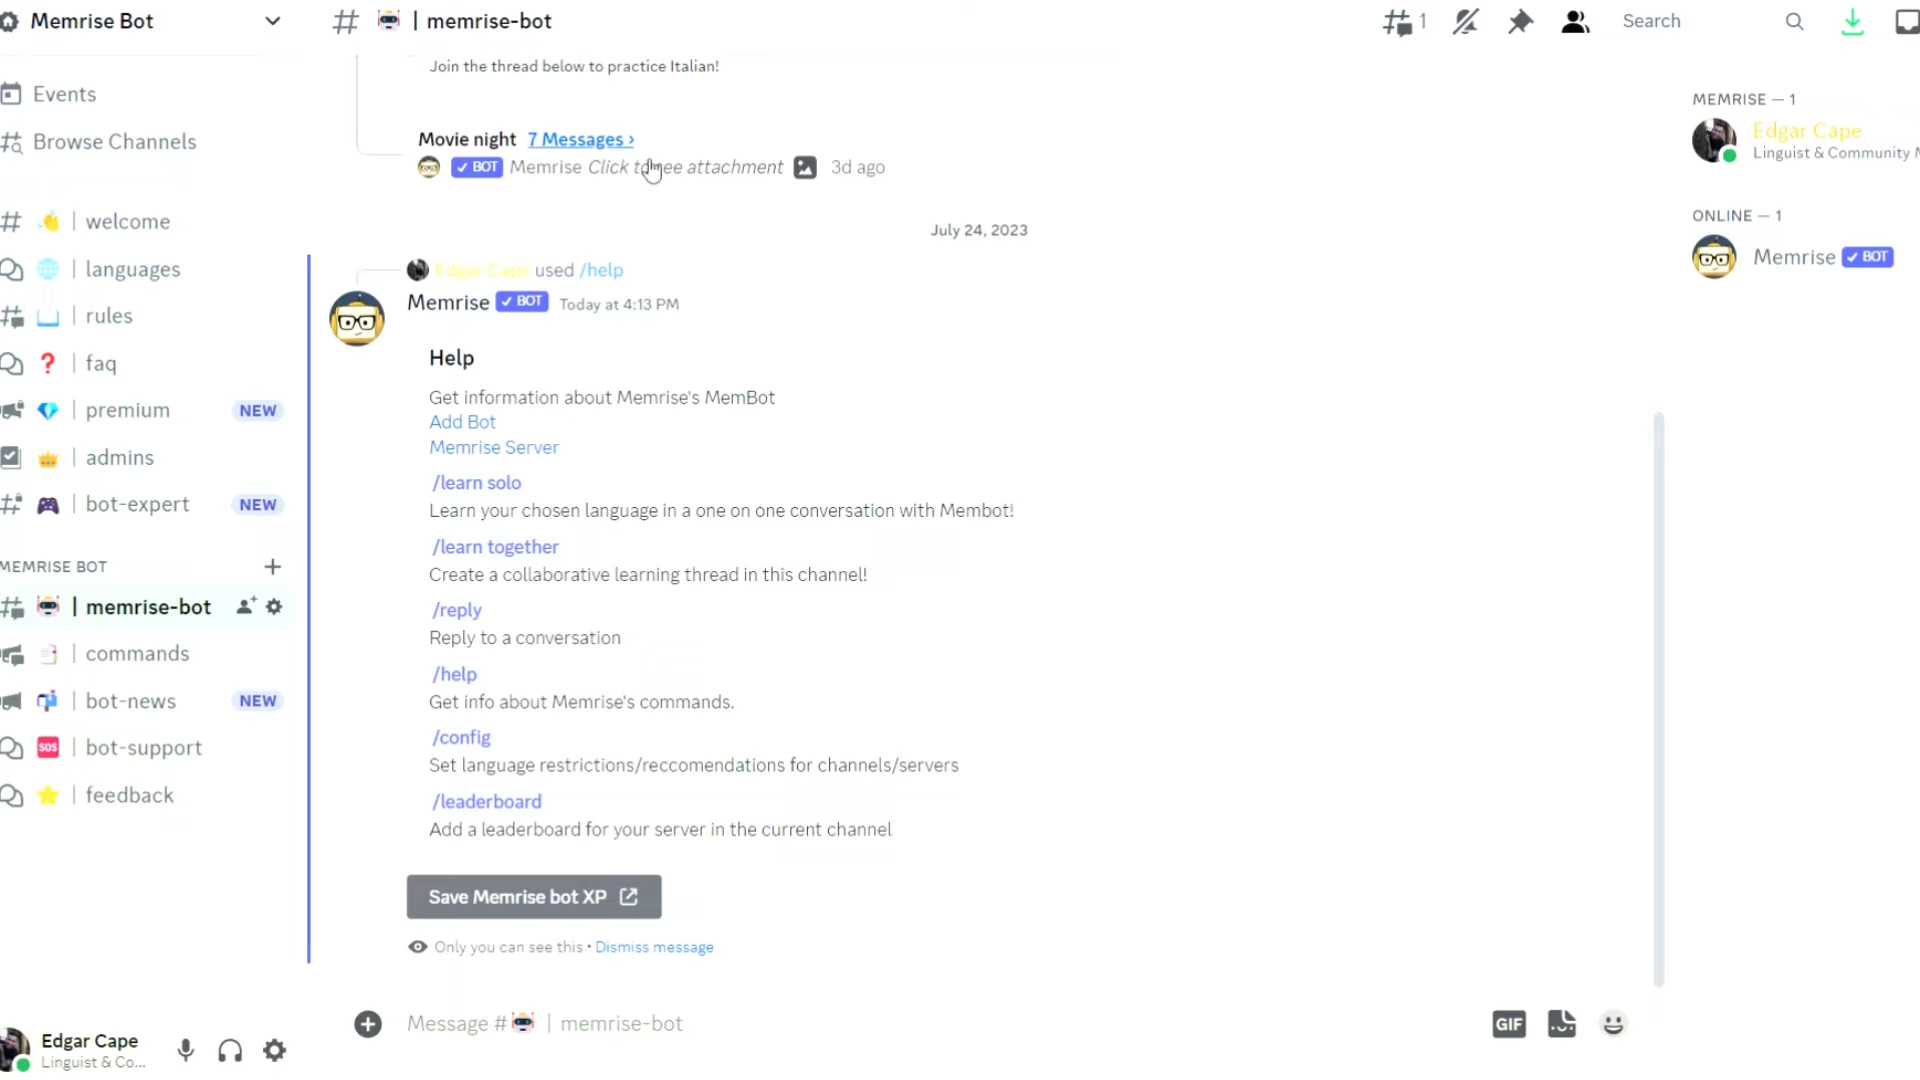 Memrise Bot
Events
Browse Channels
| welcome
| languages
| rules
| faq
| premium NEW
| admins
| bot-expert NEW
MEMRISE BOT
| memrise-bot
| commands
| bot-news NEW
SOS | bot-support
| feedback
Edgar Cape
Linguist & Co...
| memrise-bot
1
Search
Join the thread below to practice Italian!
Movie night 7 Messages ›
BOT Memrise Click to see attachment 3d ago
July 24, 2023
Edgar Cape used /help
Memrise BOT Today at 4:13 PM
Help
Get information about Memrise's MemBot
Add Bot
Memrise Server
/learn solo
Learn your chosen language in a one on one conversation with Membot!
/learn together
Create a collaborative learning thread in this channel!
/reply
Reply to a conversation
/help
Get info about Memrise's commands.
/config
Set language restrictions/reccomendations for channels/servers
/leaderboard
Add a leaderboard for your server in the current channel
Save Memrise bot XP
Only you can see this • Dismiss message
Message # | memrise-bot
GIF
MEMRISE — 1
Edgar Cape
Linguist & Community
ONLINE — 1
Memrise BOT